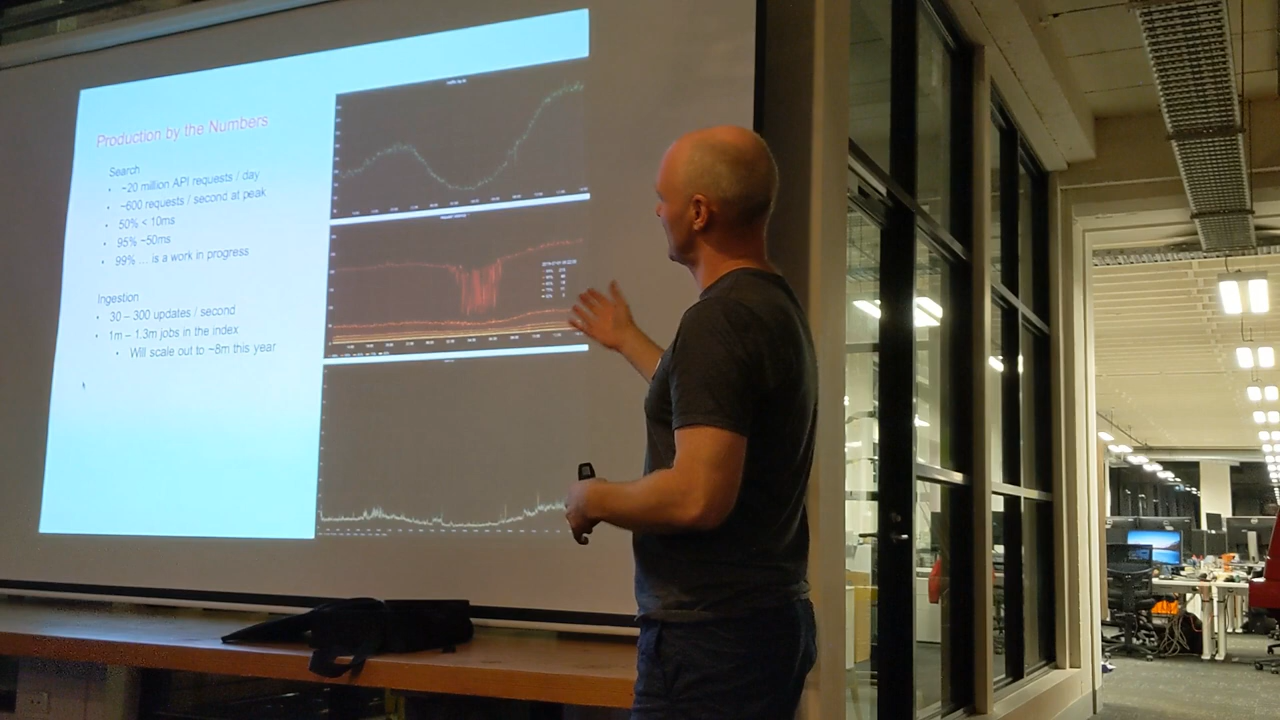 Production by the Numbers
Search
• ~20 million API requests / day
• ~600 requests / second at peak
• 50% < 10ms
• 95% ~50ms
• 99% ... is a work in progress
Ingestion
• 30 – 300 updates / second
• 1m – 1.3m jobs in the index
• Will scale out to ~8m this year